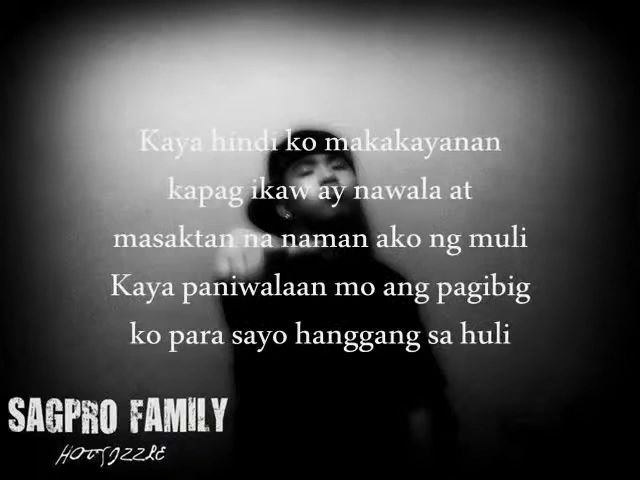 Kaya hindi ko makakayanan
kapag ikaw ay nawala at
masaktan na naman ako ng muli
Kaya paniwalaan mo ang pagibig
ko para sayo hanggang sa huli
SAGPRO FAMILY